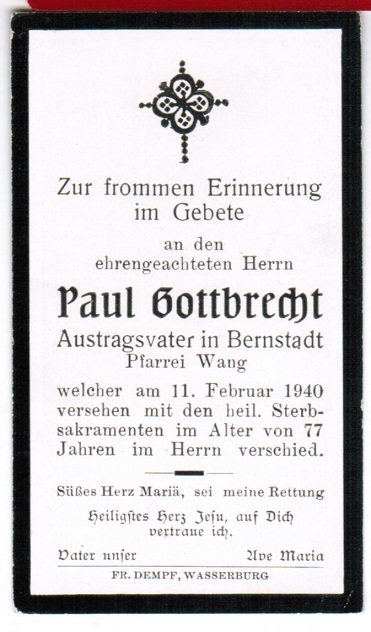 Zur frommen Erinnerung
im Gebete
an den
ehrengeachteten Herrn
Paul Gottbrecht
Austragsvater in Bernstadt
Pfarrei Wang
welcher am 11. Februar 1940
versehen mit den heil. Sterb-
sakramenten im Alter von 77
Jahren im Herrn verschied.
Süßes Herz Mariä, sei meine Rettung
Heiligstes Herz Jesu, auf Dich
vertraue ich.
Vater unser Ave Maria
FR. DEMPF, WASSERBURG